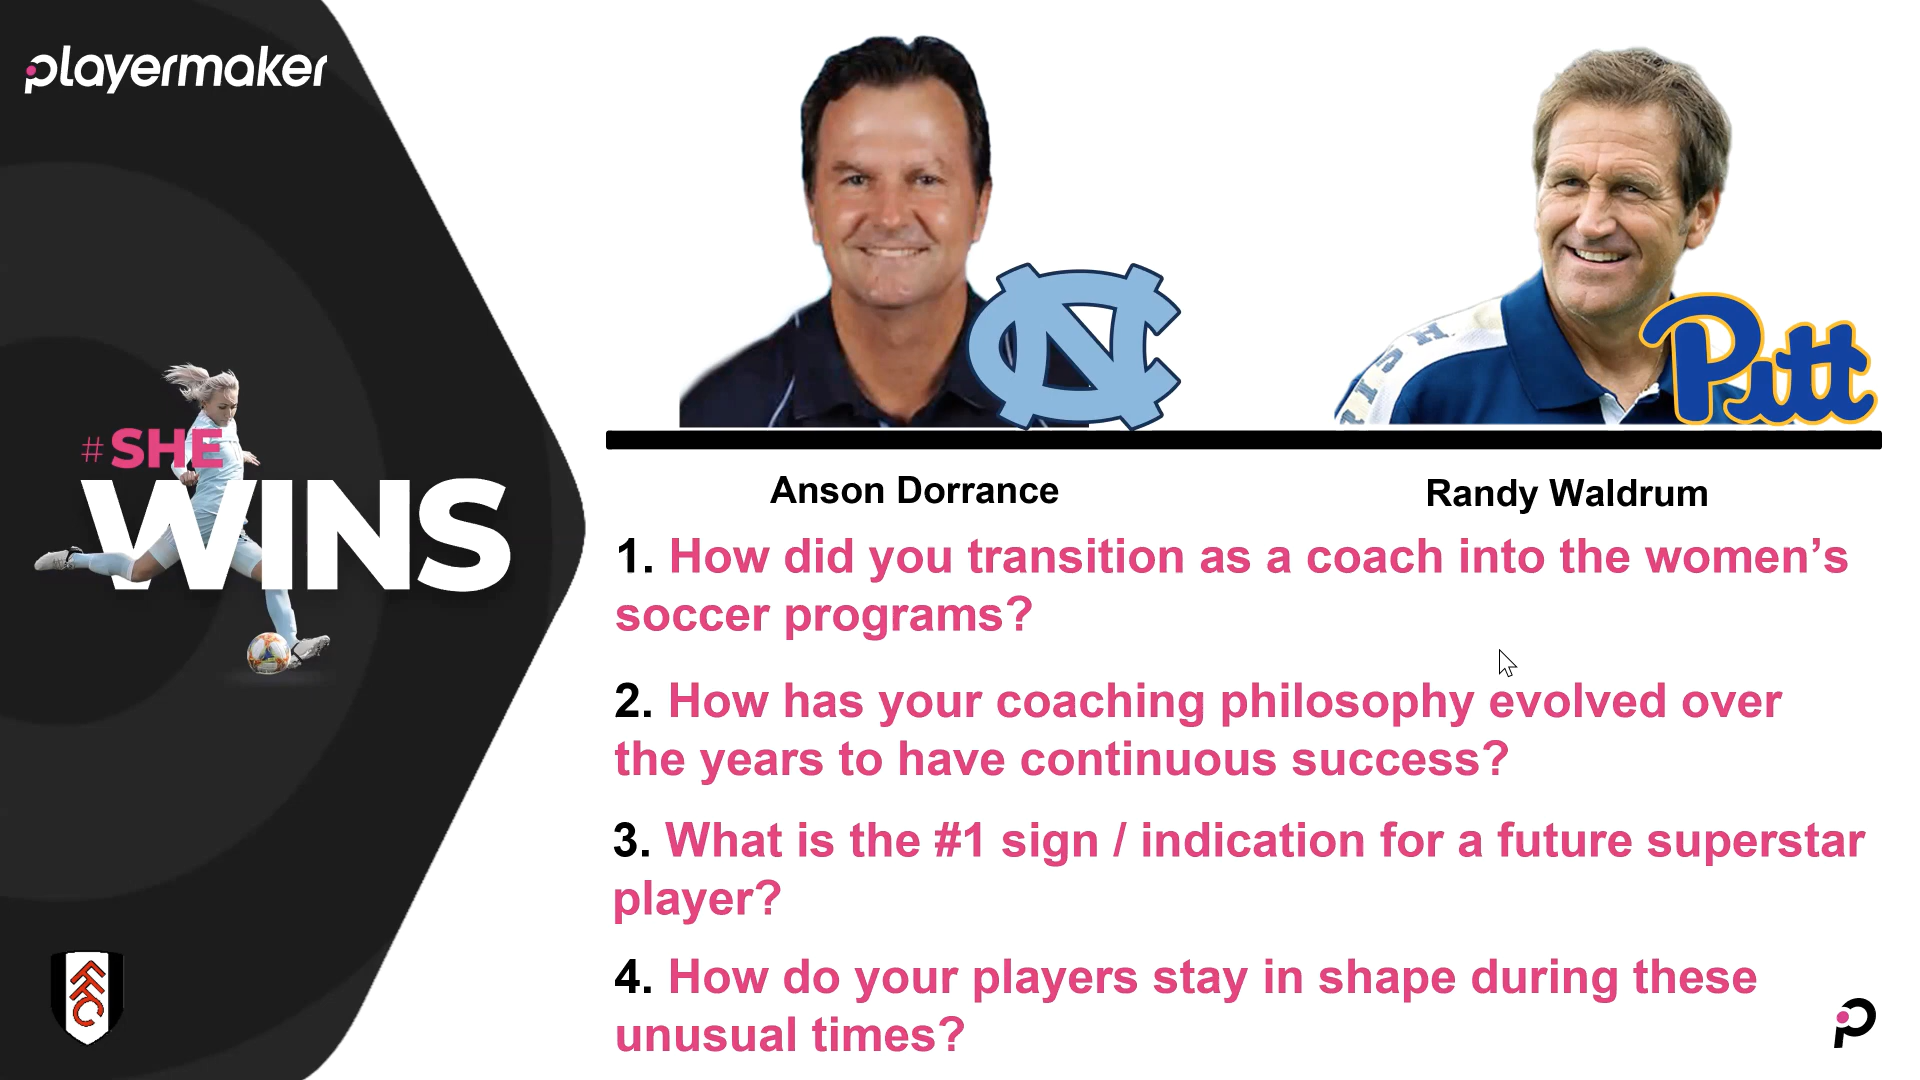 playermaker
#SHE
WINS
NC
Pitt
ISH
Anson Dorrance
Randy Waldrum
1. How did you transition as a coach into the women’s
soccer programs?
2. How has your coaching philosophy evolved over
the years to have continuous success?
3. What is the #1 sign / indication for a future superstar
player?
4. How do your players stay in shape during these
unusual times?
FFC